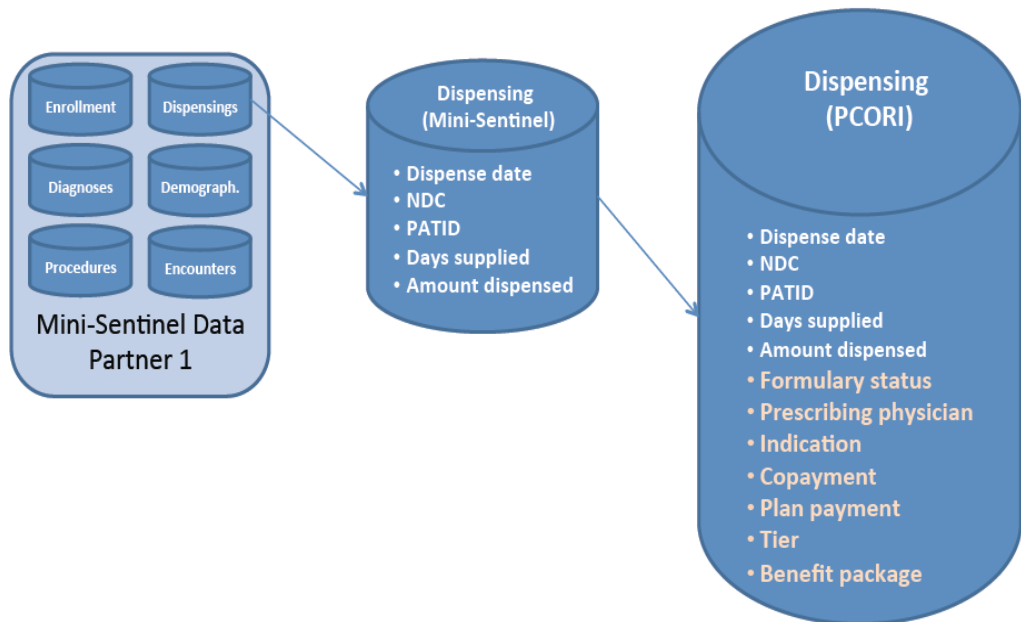 Enrollment
Dispensings
Diagnoses
Demograph.
Procedures
Encounters
Mini-Sentinel Data
Partner 1
Dispensing
(Mini-Sentinel)
• Dispense date
• NDC
• PATID
• Days supplied
• Amount dispensed
Dispensing
(PCORI)
• Dispense date
• NDC
• PATID
• Days supplied
• Amount dispensed
• Formulary status
• Prescribing physician
• Indication
• Copayment
• Plan payment
• Tier
• Benefit package